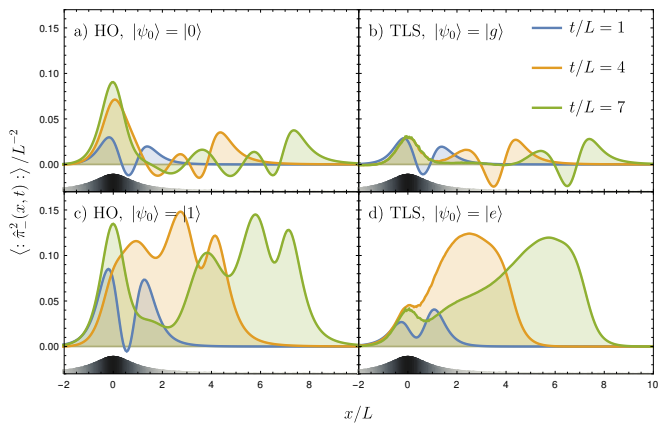 a) HO, |ψ₀⟩ = |0⟩
b) TLS, |ψ₀⟩ = |g⟩
t/L = 1
t/L = 4
t/L = 7
0.15
0.10
0.05
0.00
⟨: π̂²₋(x, t) :⟩/L⁻²
c) HO, |ψ₀⟩ = |1⟩
d) TLS, |ψ₀⟩ = |e⟩
0.15
0.10
0.05
0.00
-2 0 2 4 6 8
-2 0 2 4 6 8 10
x/L